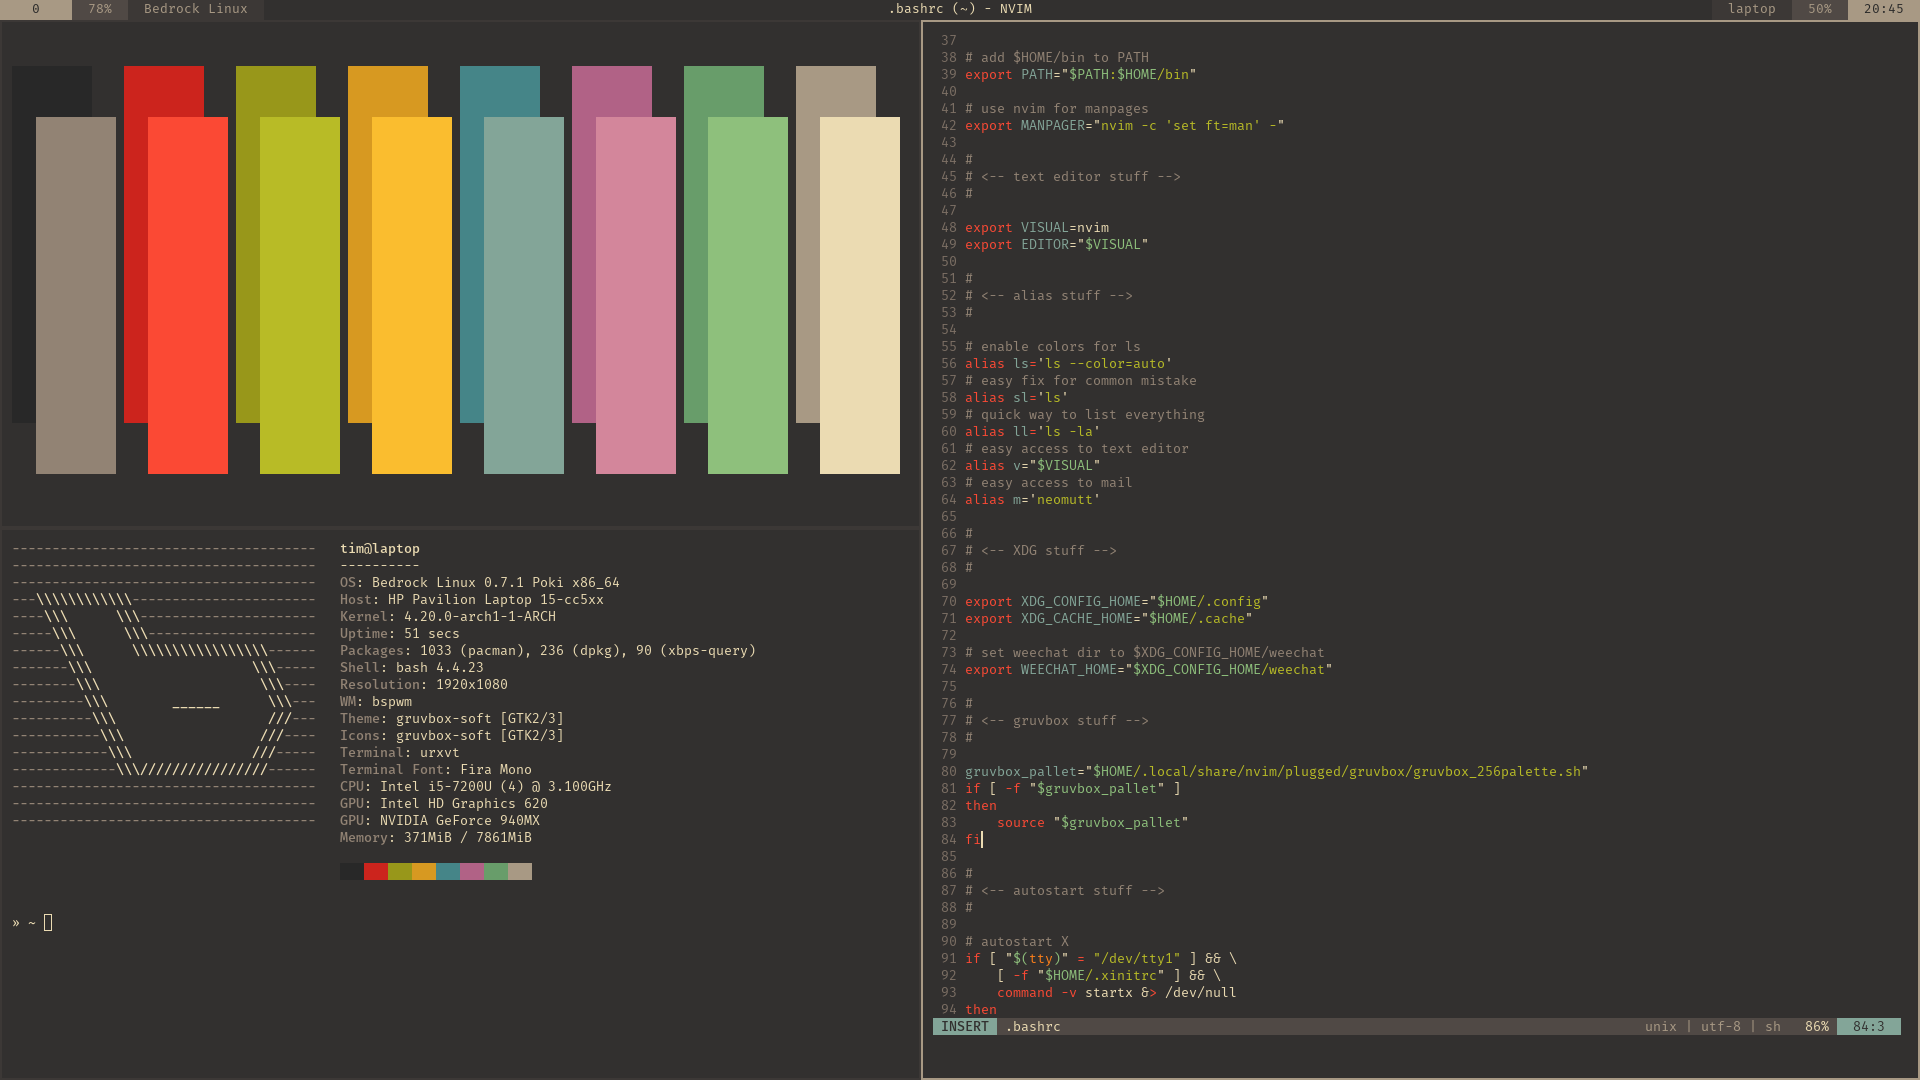 0 78% Bedrock Linux .bashrc (~) - NVIM laptop 50% 20:45
--------------------------------------
--------------------------------------
--------------------------------------
---\\\\\\\\\\\\-----------------------
----\\\      \\\----------------------
-----\\\      \\\---------------------
------\\\      \\\\\\\\\\\\\\\\\------
-------\\\                    \\\-----
--------\\\                    \\\----
---------\\\        ______      \\\---
----------\\\                   ///---
-----------\\\                 ///----
------------\\\               ///-----
-------------\\\////////////////------
--------------------------------------
--------------------------------------
--------------------------------------
tim@laptop
----------
OS: Bedrock Linux 0.7.1 Poki x86_64
Host: HP Pavilion Laptop 15-cc5xx
Kernel: 4.20.0-arch1-1-ARCH
Uptime: 51 secs
Packages: 1033 (pacman), 236 (dpkg), 90 (xbps-query)
Shell: bash 4.4.23
Resolution: 1920x1080
WM: bspwm
Theme: gruvbox-soft [GTK2/3]
Icons: gruvbox-soft [GTK2/3]
Terminal: urxvt
Terminal Font: Fira Mono
CPU: Intel i5-7200U (4) @ 3.100GHz
GPU: Intel HD Graphics 620
GPU: NVIDIA GeForce 940MX
Memory: 371MiB / 7861MiB
» ~
37
38 # add $HOME/bin to PATH
39 export PATH="$PATH:$HOME/bin"
40
41 # use nvim for manpages
42 export MANPAGER="nvim -c 'set ft=man' -"
43
44 #
45 # <-- text editor stuff -->
46 #
47
48 export VISUAL=nvim
49 export EDITOR="$VISUAL"
50
51 #
52 # <-- alias stuff -->
53 #
54
55 # enable colors for ls
56 alias ls='ls --color=auto'
57 # easy fix for common mistake
58 alias sl='ls'
59 # quick way to list everything
60 alias ll='ls -la'
61 # easy access to text editor
62 alias v="$VISUAL"
63 # easy access to mail
64 alias m='neomutt'
65
66 #
67 # <-- XDG stuff -->
68 #
69
70 export XDG_CONFIG_HOME="$HOME/.config"
71 export XDG_CACHE_HOME="$HOME/.cache"
72
73 # set weechat dir to $XDG_CONFIG_HOME/weechat
74 export WEECHAT_HOME="$XDG_CONFIG_HOME/weechat"
75
76 #
77 # <-- gruvbox stuff -->
78 #
79
80 gruvbox_pallet="$HOME/.local/share/nvim/plugged/gruvbox/gruvbox_256palette.sh"
81 if [ -f "$gruvbox_pallet" ]
82 then
83     source "$gruvbox_pallet"
84 fi
85
86 #
87 # <-- autostart stuff -->
88 #
89
90 # autostart X
91 if [ "$(tty)" = "/dev/tty1" ] && \
92     [ -f "$HOME/.xinitrc" ] && \
93     command -v startx &> /dev/null
94 then
INSERT .bashrc unix | utf-8 | sh 86% 84:3